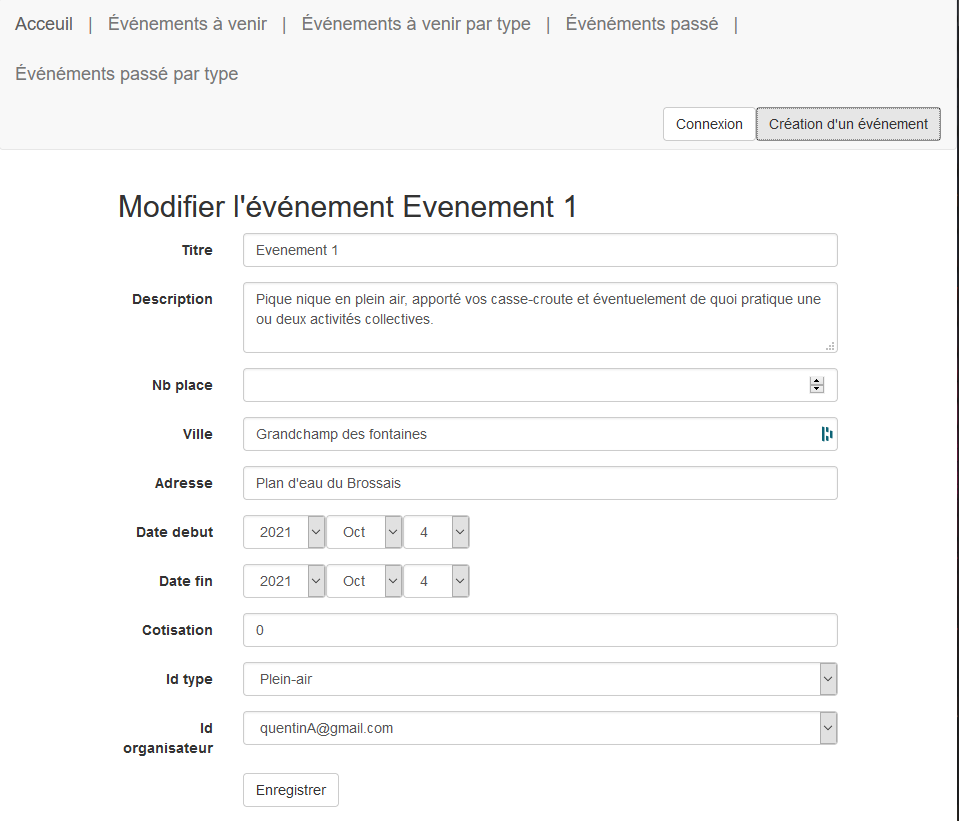 Acceuil | Événements à venir | Événements à venir par type | Événéments passé |
Événéments passé par type
Connexion Création d'un événement
Modifier l'événement Evenement 1
Titre Evenement 1
Description Pique nique en plein air, apporté vos casse-croute et éventuelement de quoi pratique une
ou deux activités collectives.
Nb place
Ville Grandchamp des fontaines
Adresse Plan d'eau du Brossais
Date debut 2021 Oct 4
Date fin 2021 Oct 4
Cotisation 0
Id type Plein-air
Id quentinA@gmail.com
organisateur
Enregistrer